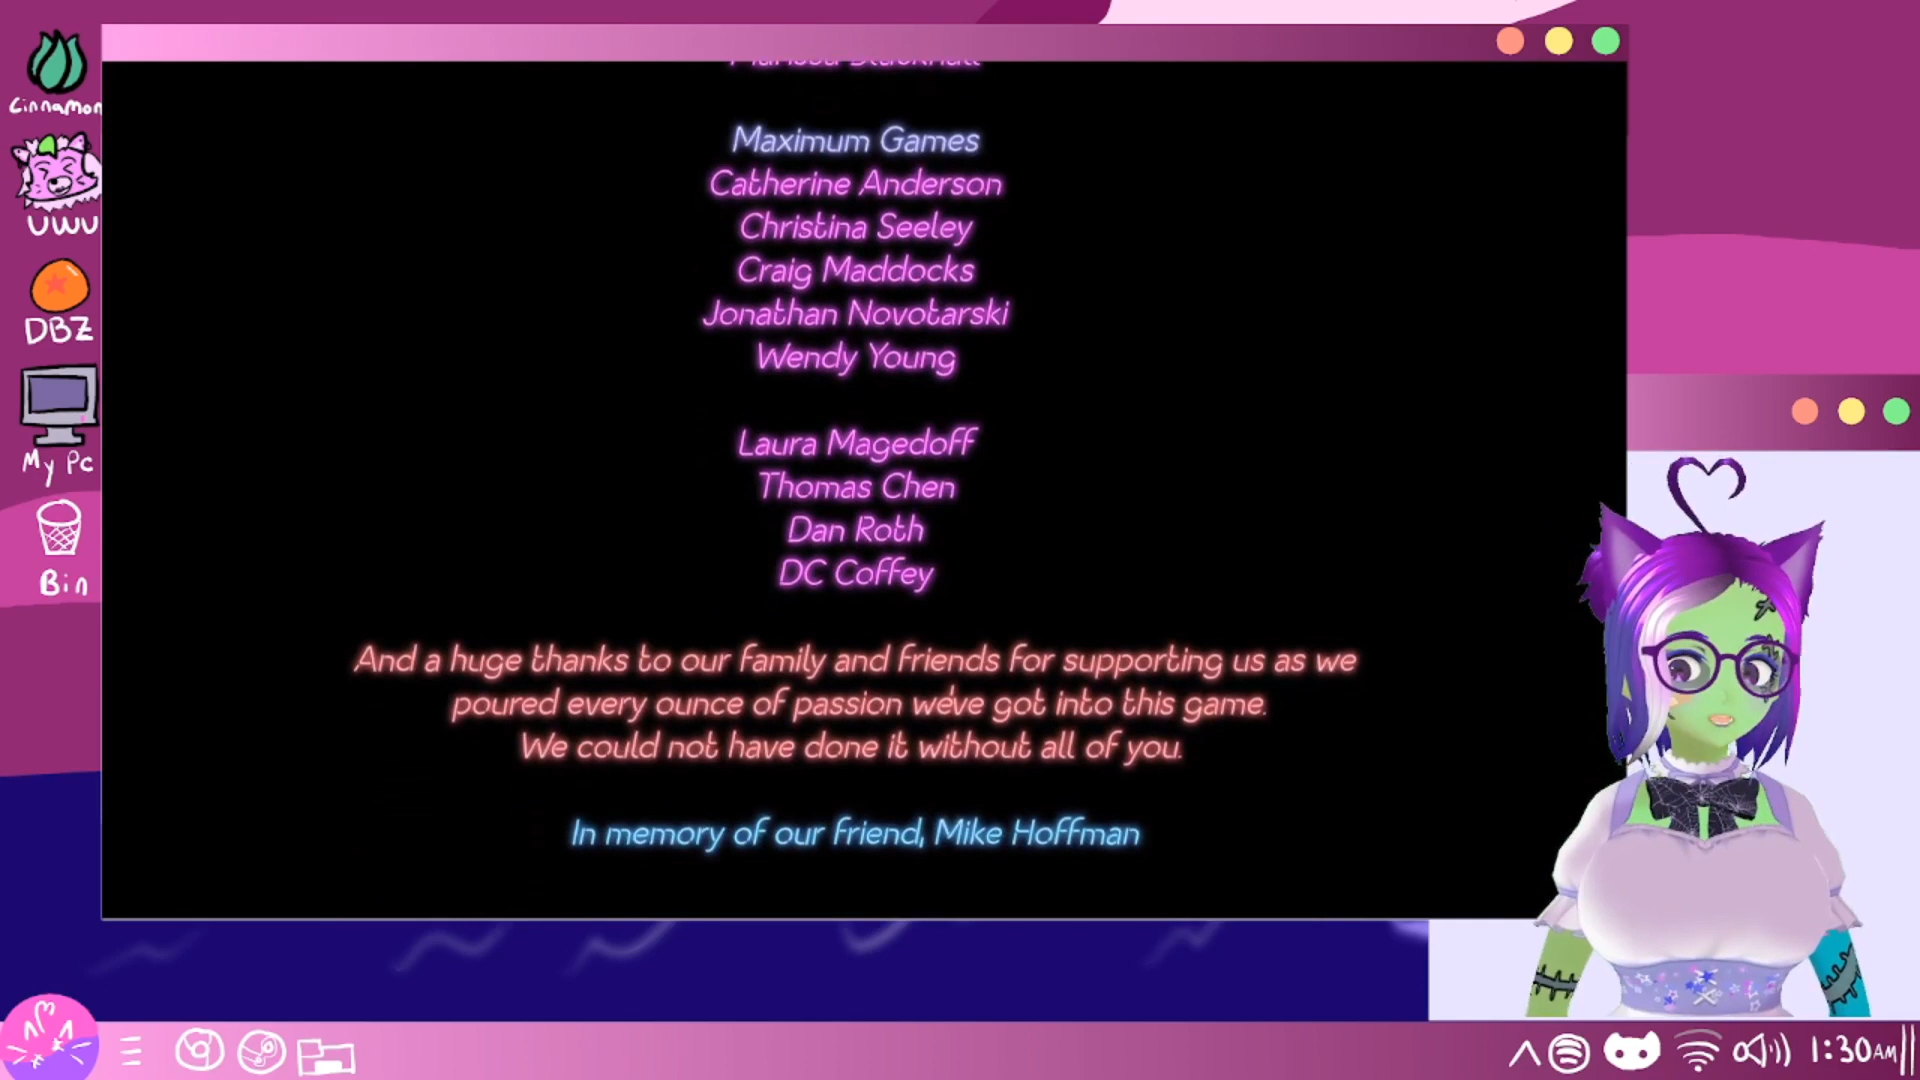 Cinnamon
UWU
DBZ
My Pc
Bin
Maximum Games
Catherine Anderson
Christina Seeley
Craig Maddocks
Jonathan Novotarski
Wendy Young
Laura Magedoff
Thomas Chen
Dan Roth
DC Coffey
And a huge thanks to our family and friends for supporting us as we
poured every ounce of passion we've got into this game.
We could not have done it without all of you.
In memory of our friend, Mike Hoffman
1:30AM